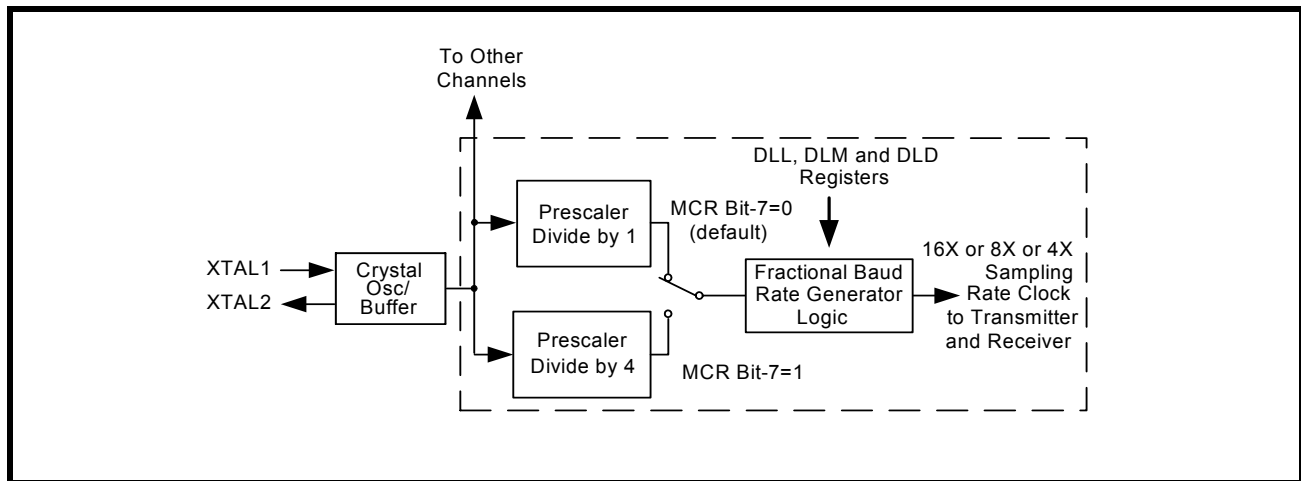 To Other
Channels
DLL, DLM and DLD
Registers
Prescaler
Divide by 1
MCR Bit-7=0
(default)
XTAL1
XTAL2
Crystal
Osc/
Buffer
Fractional Baud
Rate Generator
Logic
16X or 8X or 4X
Sampling
Rate Clock
to Transmitter
and Receiver
Prescaler
Divide by 4
MCR Bit-7=1